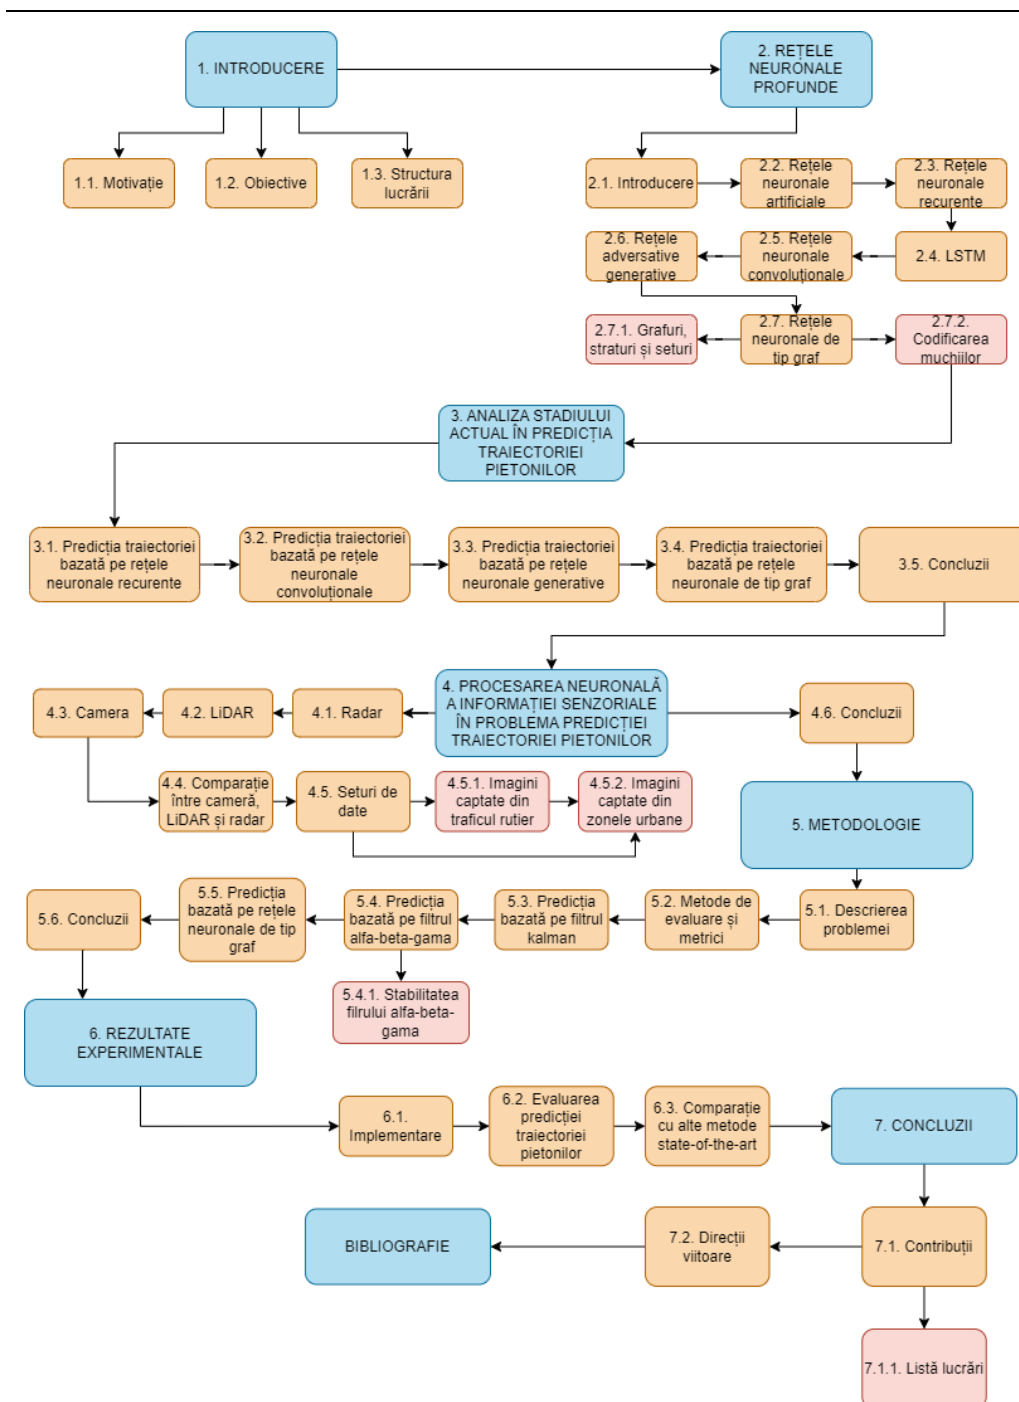 1. INTRODUCERE
2. REȚELE
NEURONALE
PROFUNDE
1.1. Motivație
1.2. Obiective
1.3. Structura
lucrării
2.1. Introducere
2.2. Rețele
neuronale
artificiale
2.3. Rețele
neuronale
recurente
2.6. Rețele
adversative
generative
2.5. Rețele
neuronale
convoluționale
2.4. LSTM
2.7.1. Grafuri,
straturi și seturi
2.7. Rețele
neuronale de
tip graf
2.7.2.
Codificarea
muchiilor
3. ANALIZA STADIULUI
ACTUAL ÎN PREDICȚIA
TRAIECTORIEI
PIETONILOR
3.1. Predicția traiectoriei
bazată pe rețele
neuronale recurente
3.2. Predicția traiectoriei
bazată pe rețele
neuronale
convoluționale
3.3. Predicția traiectoriei
bazată pe rețele
neuronale generative
3.4. Predicția traiectoriei
bazată pe rețele
neuronale de tip graf
3.5. Concluzii
4.3. Camera
4.2. LiDAR
4.1. Radar
4. PROCESAREA NEURONALĂ
A INFORMAȚIEI SENZORIALE
ÎN PROBLEMA PREDICȚIEI
TRAIECTORIEI PIETONILOR
4.6. Concluzii
4.4. Comparație
între cameră,
LiDAR și radar
4.5. Seturi de
date
4.5.1. Imagini
captate din
traficul rutier
4.5.2. Imagini
captate din
zonele urbane
5. METODOLOGIE
5.6. Concluzii
5.5. Predicția
bazată pe rețele
neuronale de tip
graf
5.4. Predicția
bazată pe filtrul
alfa-beta-gama
5.3. Predicția
bazată pe filtrul
kalman
5.2. Metode de
evaluare și
metrici
5.1. Descrierea
problemei
5.4.1. Stabilitatea
filrului alfa-beta-
gama
6. REZULTATE
EXPERIMENTALE
6.1.
Implementare
6.2. Evaluarea
predicției
traiectoriei
pietonilor
6.3. Comparație
cu alte metode
state-of-the-art
7. CONCLUZII
BIBLIOGRAFIE
7.2. Direcții
viitoare
7.1. Contribuții
7.1.1. Listă lucrări